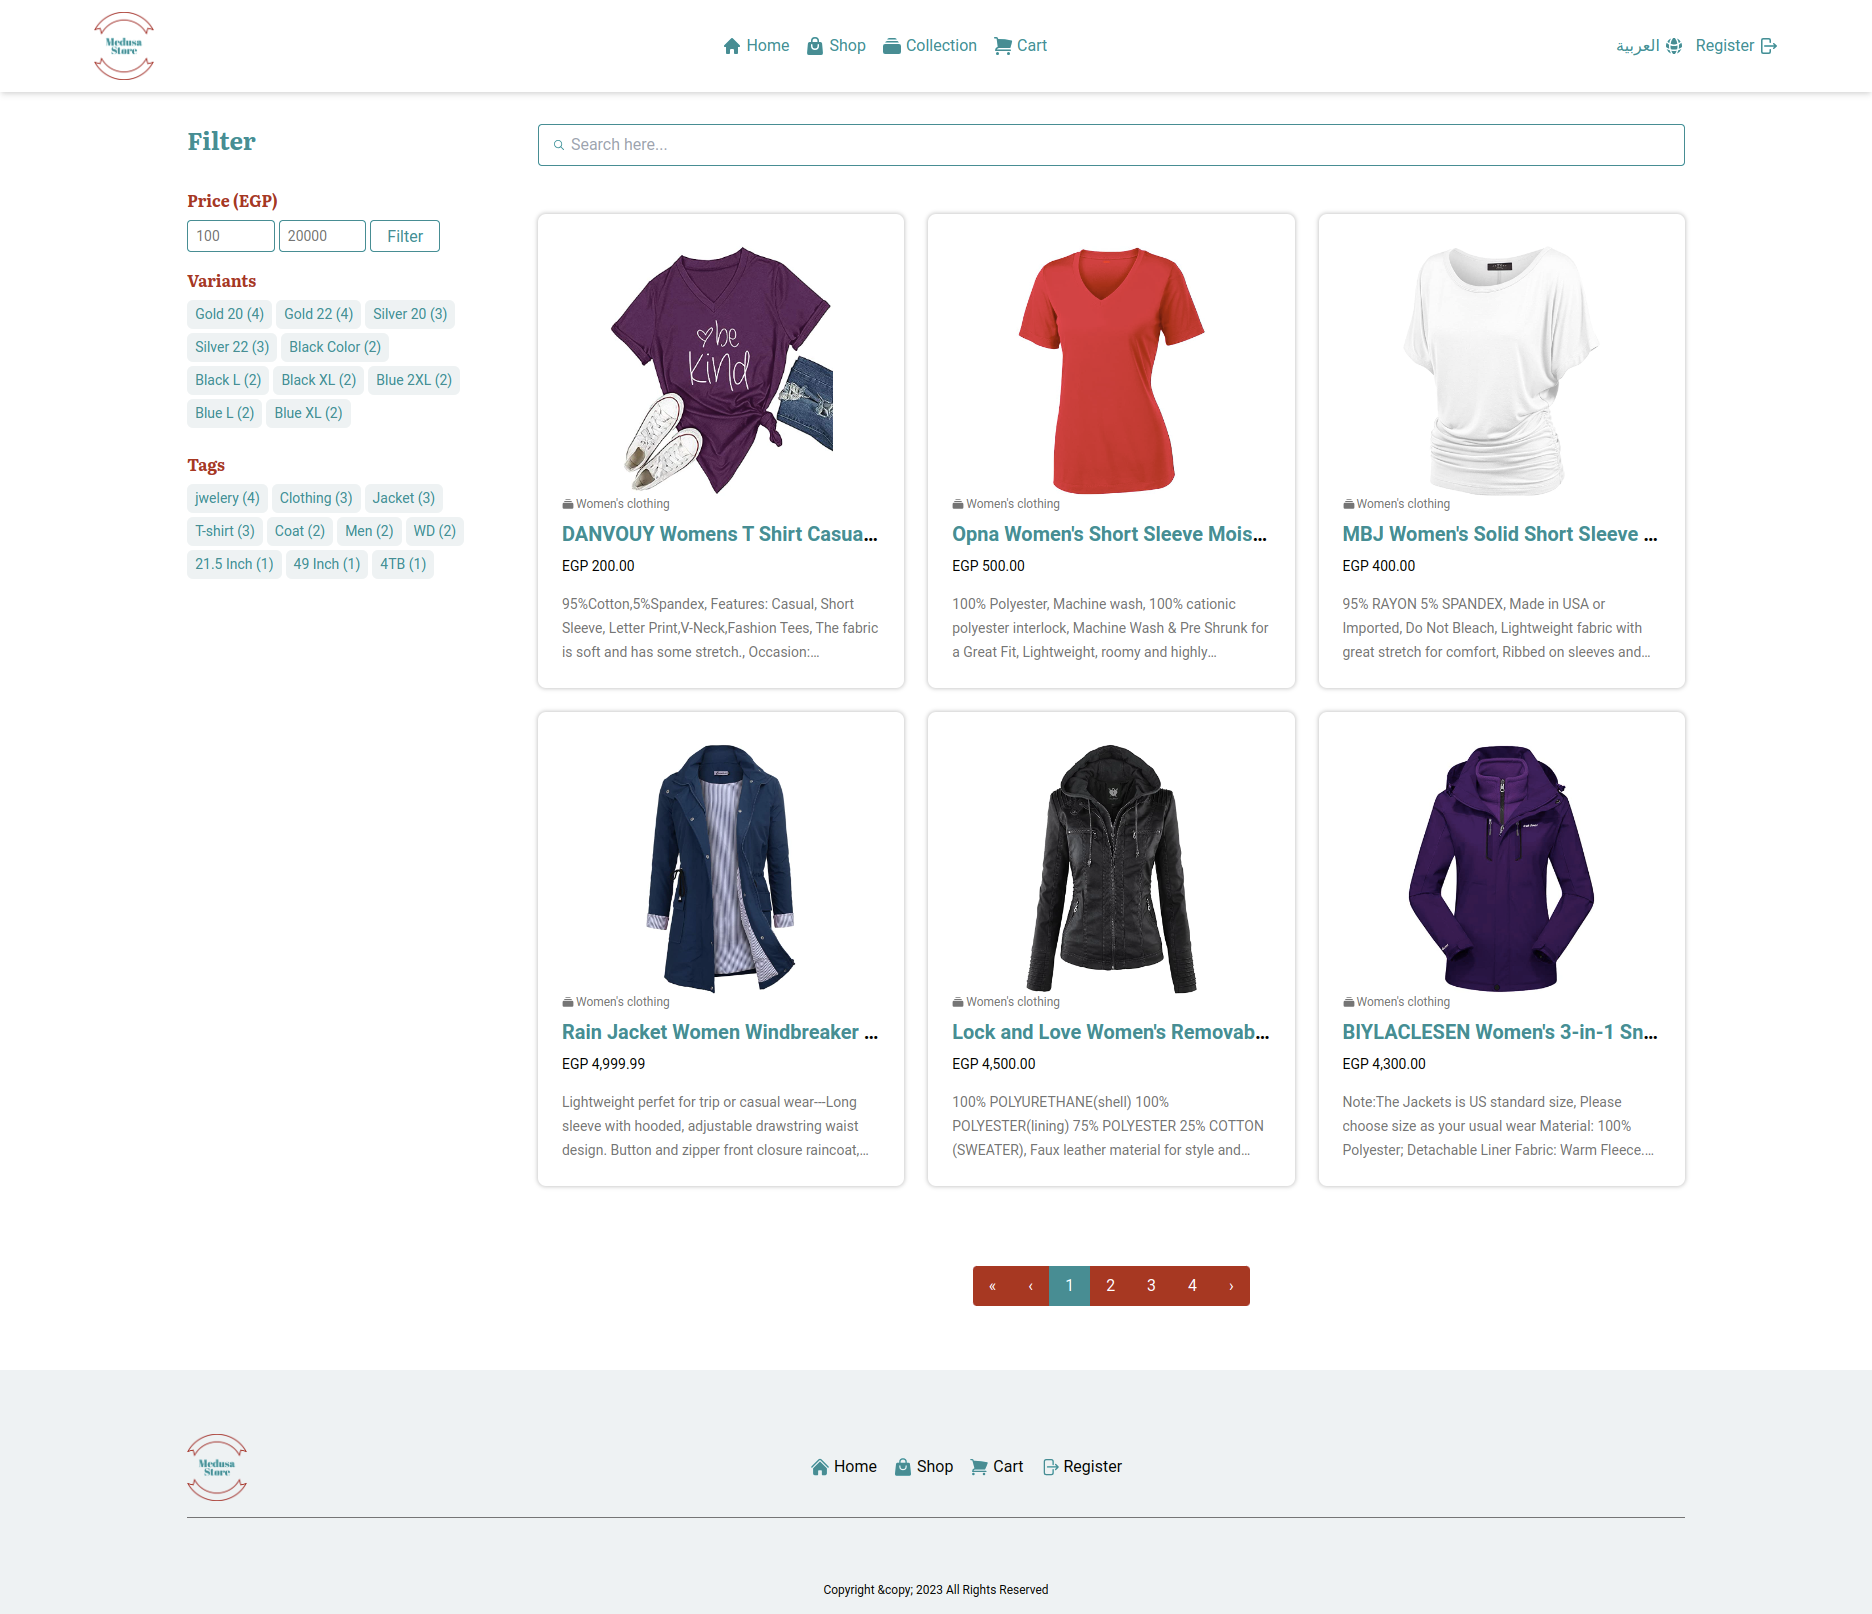 Medusa
Store
Home
Shop
Collection
Cart
العربية
Register
Filter
Search here...
Price (EGP)
100
20000
Filter
Variants
Gold 20 (4)
Gold 22 (4)
Silver 20 (3)
Silver 22 (3)
Black Color (2)
Black L (2)
Black XL (2)
Blue 2XL (2)
Blue L (2)
Blue XL (2)
Tags
jwelery (4)
Clothing (3)
Jacket (3)
T-shirt (3)
Coat (2)
Men (2)
WD (2)
21.5 Inch (1)
49 Inch (1)
4TB (1)
be
kind
Women's clothing
DANVOUY Womens T Shirt Casua...
EGP 200.00
95%Cotton,5%Spandex, Features: Casual, Short
Sleeve, Letter Print,V-Neck,Fashion Tees, The fabric
is soft and has some stretch., Occasion:...
Women's clothing
Opna Women's Short Sleeve Mois...
EGP 500.00
100% Polyester, Machine wash, 100% cationic
polyester interlock, Machine Wash & Pre Shrunk for
a Great Fit, Lightweight, roomy and highly...
Women's clothing
MBJ Women's Solid Short Sleeve ...
EGP 400.00
95% RAYON 5% SPANDEX, Made in USA or
Imported, Do Not Bleach, Lightweight fabric with
great stretch for comfort, Ribbed on sleeves and...
Women's clothing
Rain Jacket Women Windbreaker ...
EGP 4,999.99
Lightweight perfet for trip or casual wear---Long
sleeve with hooded, adjustable drawstring waist
design. Button and zipper front closure raincoat,...
Women's clothing
Lock and Love Women's Removab...
EGP 4,500.00
100% POLYURETHANE(shell) 100%
POLYESTER(lining) 75% POLYESTER 25% COTTON
(SWEATER), Faux leather material for style and...
Women's clothing
BIYLACLESEN Women's 3-in-1 Sn...
EGP 4,300.00
Note:The Jackets is US standard size, Please
choose size as your usual wear Material: 100%
Polyester; Detachable Liner Fabric: Warm Fleece....
« ‹ 1 2 3 4 ›
Medusa
Store
Home
Shop
Cart
Register
Copyright &copy; 2023 All Rights Reserved